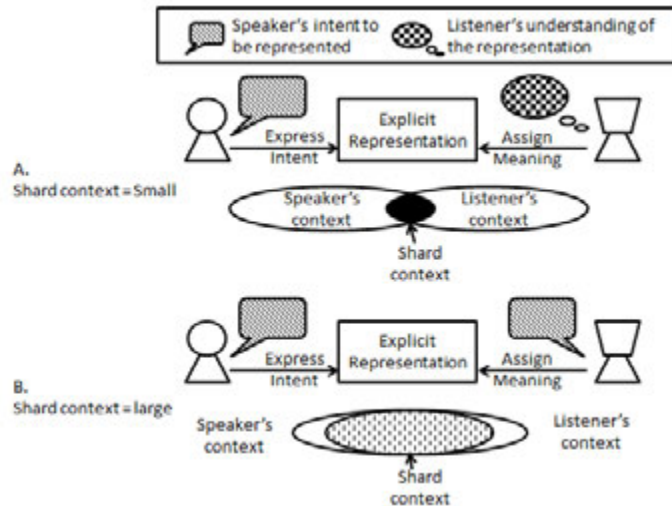 Speaker's intent to
be represented
Listener's understanding of
the representation
Express
Intent
Explicit
Representation
Assign
Meaning
A.
Shard context = Small
Speaker's
context
Listener's
context
Shard
context
Express
Intent
Explicit
Representation
Assign
Meaning
B.
Shard context = large
Speaker's
context
Listener's
context
Shard
context